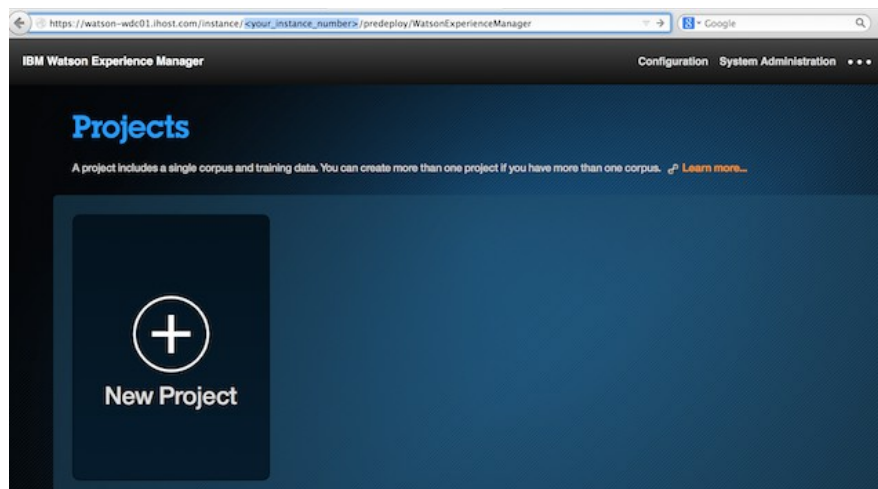 https://watson-wdc01.ihost.com/instance/<your_instance_number>/predeploy/WatsonExperienceManager
Google
IBM Watson Experience Manager
Configuration System Administration
Projects
A project includes a single corpus and training data. You can create more than one project if you have more than one corpus. Learn more...
New Project